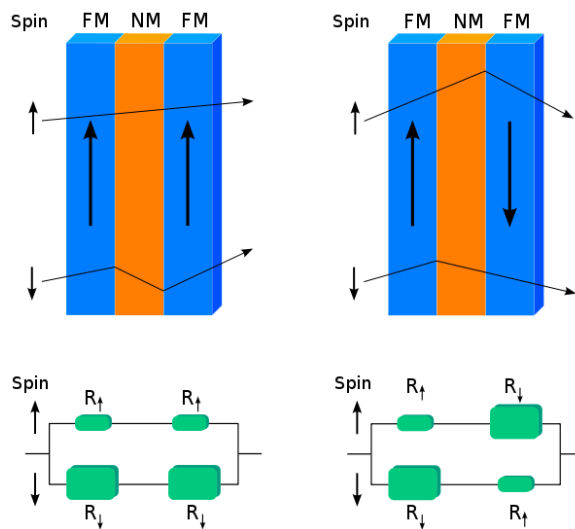 Spin FM NM FM
Spin FM NM FM
Spin
R↑ R↑
R↓ R↓
Spin
R↑ R↓
R↓ R↑